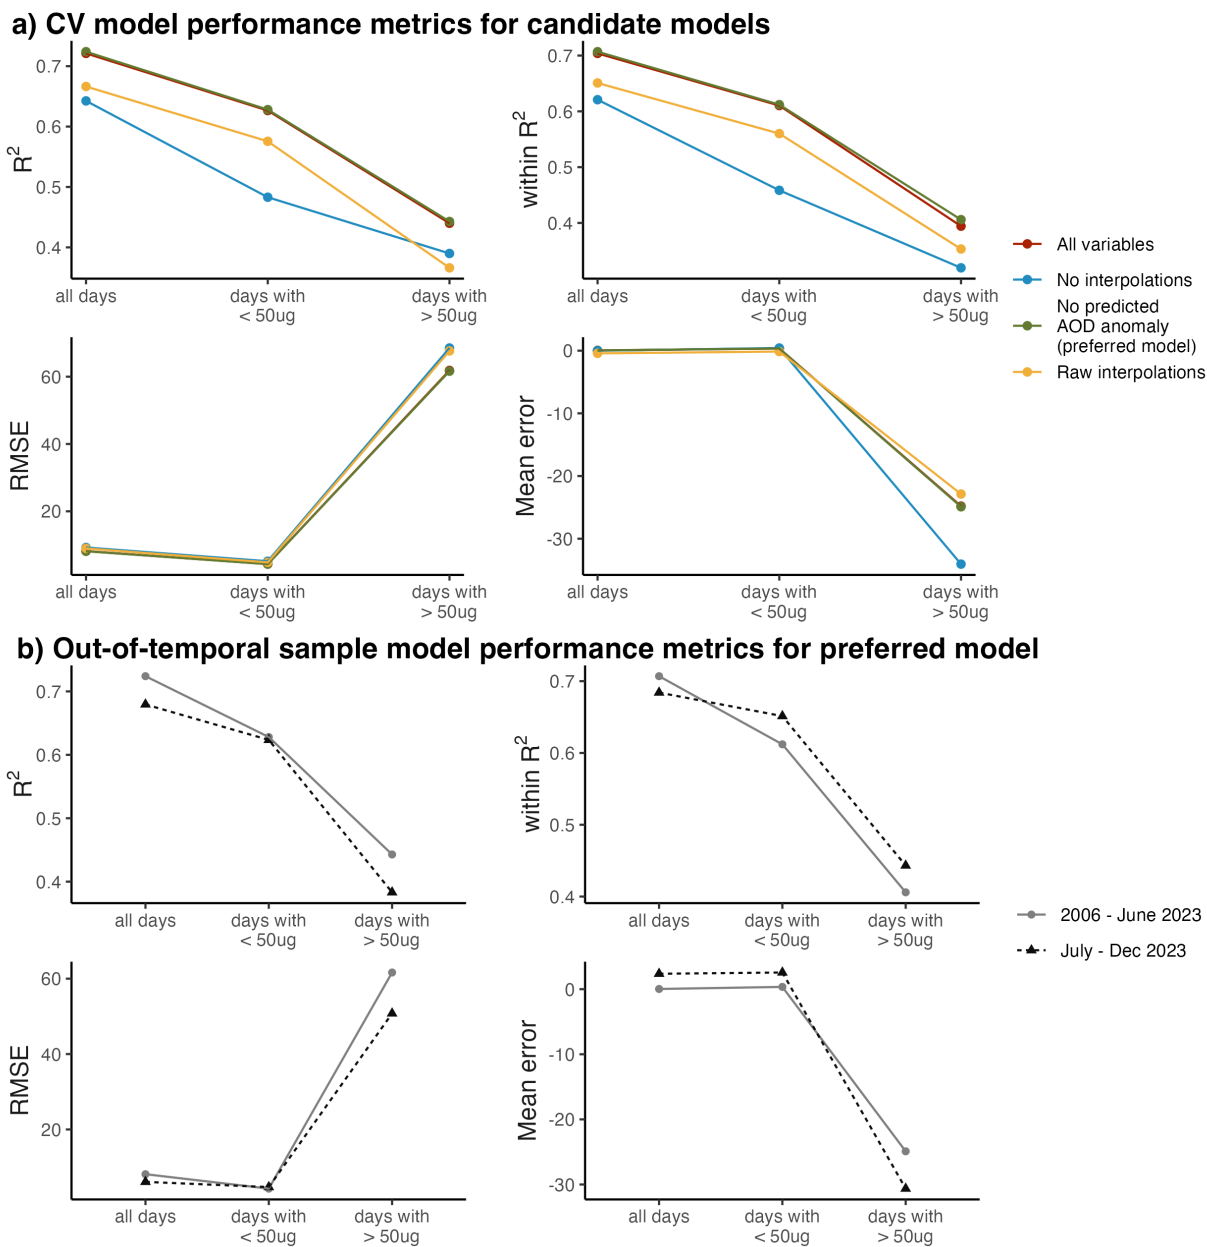 a) CV model performance metrics for candidate models
R2
0.7
0.6
0.5
0.4
all days
days with
< 50ug
days with
> 50ug
within R2
0.7
0.6
0.5
0.4
all days
days with
< 50ug
days with
> 50ug
All variables
No interpolations
No predicted
AOD anomaly
(preferred model)
Raw interpolations
RMSE
60
40
20
all days
days with
< 50ug
days with
> 50ug
Mean error
0
-10
-20
-30
all days
days with
< 50ug
days with
> 50ug
b) Out-of-temporal sample model performance metrics for preferred model
R2
0.7
0.6
0.5
0.4
all days
days with
< 50ug
days with
> 50ug
within R2
0.7
0.6
0.5
0.4
all days
days with
< 50ug
days with
> 50ug
2006 - June 2023
July - Dec 2023
RMSE
60
40
20
all days
days with
< 50ug
days with
> 50ug
Mean error
0
-10
-20
-30
all days
days with
< 50ug
days with
> 50ug